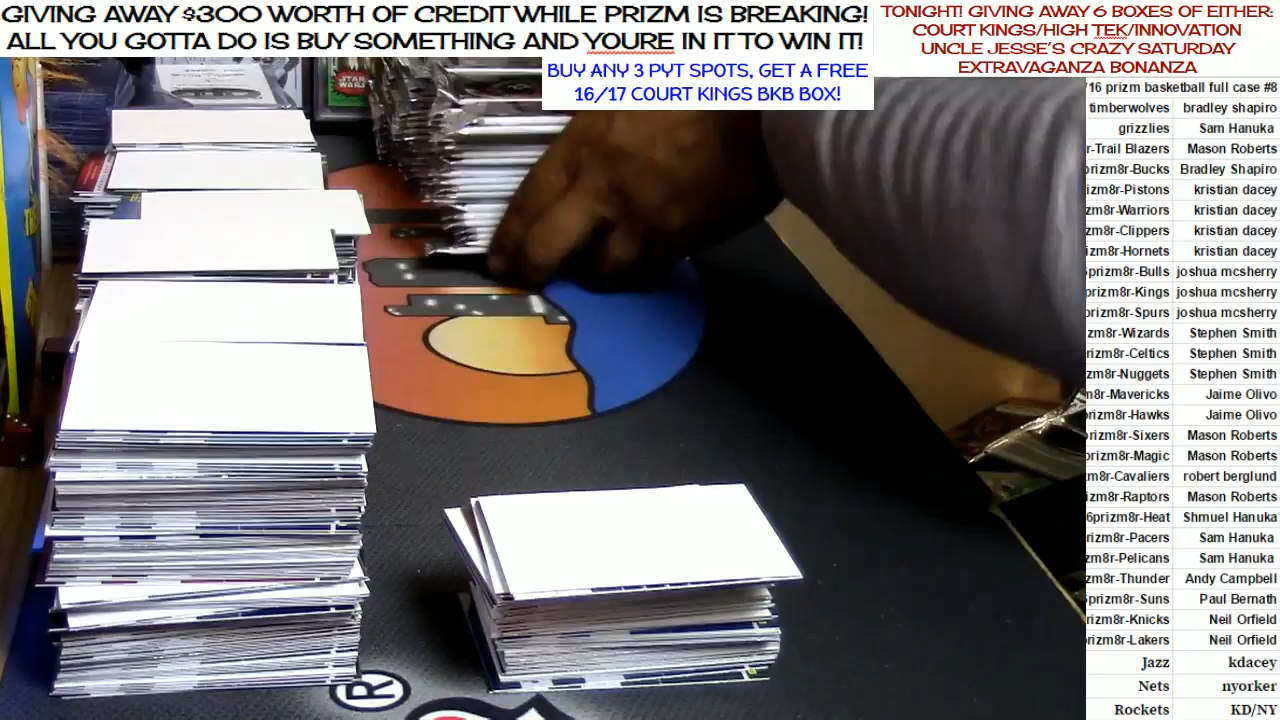 GIVING AWAY $300 WORTH OF CREDIT WHILE PRIZM IS BREAKING!
ALL YOU GOTTA DO IS BUY SOMETHING AND YOURE IN IT TO WIN IT!
TONIGHT! GIVING AWAY 6 BOXES OF EITHER:
COURT KINGS/HIGH TEK/INNOVATION
UNCLE JESSE'S CRAZY SATURDAY
EXTRAVAGANZA BONANZA
BUY ANY 3 PYT SPOTS, GET A FREE
16/17 COURT KINGS BKB BOX!
STAR WARS
/16 prizm basketball full case #8
timberwolves bradley shapiro
grizzlies Sam Hanuka
r-Trail Blazers Mason Roberts
prizm8r-Bucks Bradley Shapiro
izm8r-Pistons kristian dacey
zm8r-Warriors kristian dacey
zm8r-Clippers kristian dacey
zm8r-Hornets kristian dacey
6prizm8r-Bulls joshua mcsherry
prizm8r-Kings joshua mcsherry
prizm8r-Spurs joshua mcsherry
zm8r-Wizards Stephen Smith
rizm8r-Celtics Stephen Smith
zm8r-Nuggets Stephen Smith
m8r-Mavericks Jaime Olivo
rizm8r-Hawks Jaime Olivo
rizm8r-Sixers Mason Roberts
rizm8r-Magic Mason Roberts
m8r-Cavaliers robert berglund
izm8r-Raptors Mason Roberts
6prizm8r-Heat Shmuel Hanuka
izm8r-Pacers Sam Hanuka
zm8r-Pelicans Sam Hanuka
zm8r-Thunder Andy Campbell
prizm8r-Suns Paul Bernath
rizm8r-Knicks Neil Orfield
rizm8r-Lakers Neil Orfield
Jazz kdacey
Nets nyorker
Rockets KD/NY
®